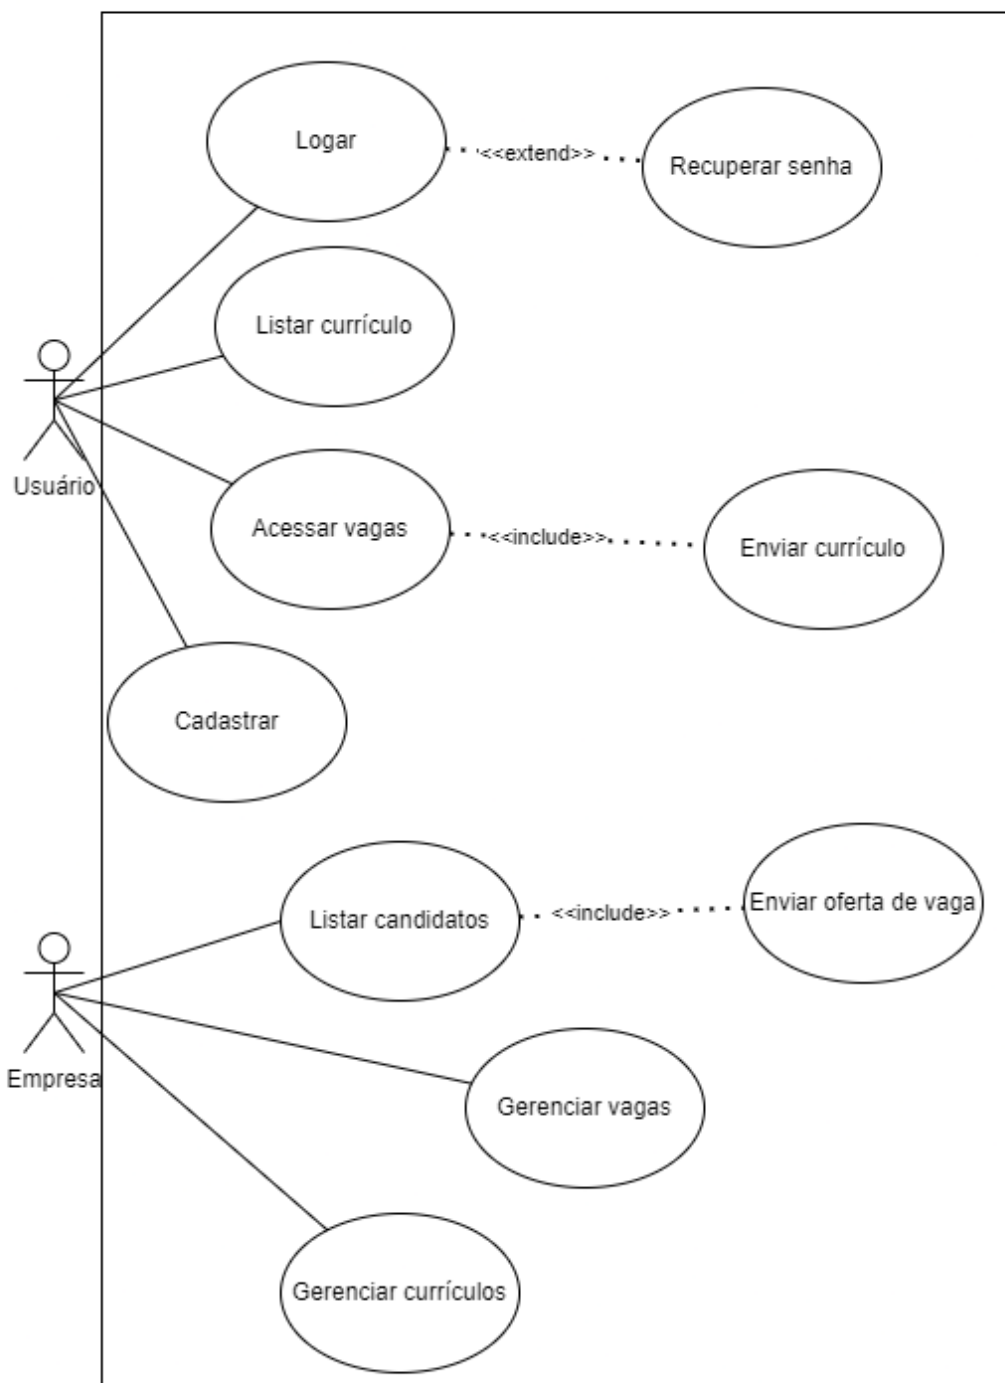 Logar
<<extend>>
Recuperar senha
Listar currículo
Usuário
Acessar vagas
<<include>>
Enviar currículo
Cadastrar
Listar candidatos
<<include>>
Enviar oferta de vaga
Empresa
Gerenciar vagas
Gerenciar currículos